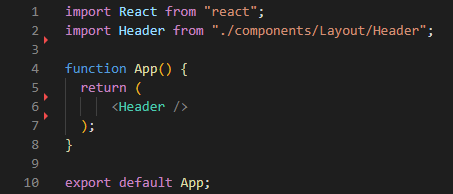 1 import React from "react";
2 import Header from "./components/Layout/Header";
3
4 function App() {
5   return (
6       <Header />
7   );
8 }
9
10 export default App;